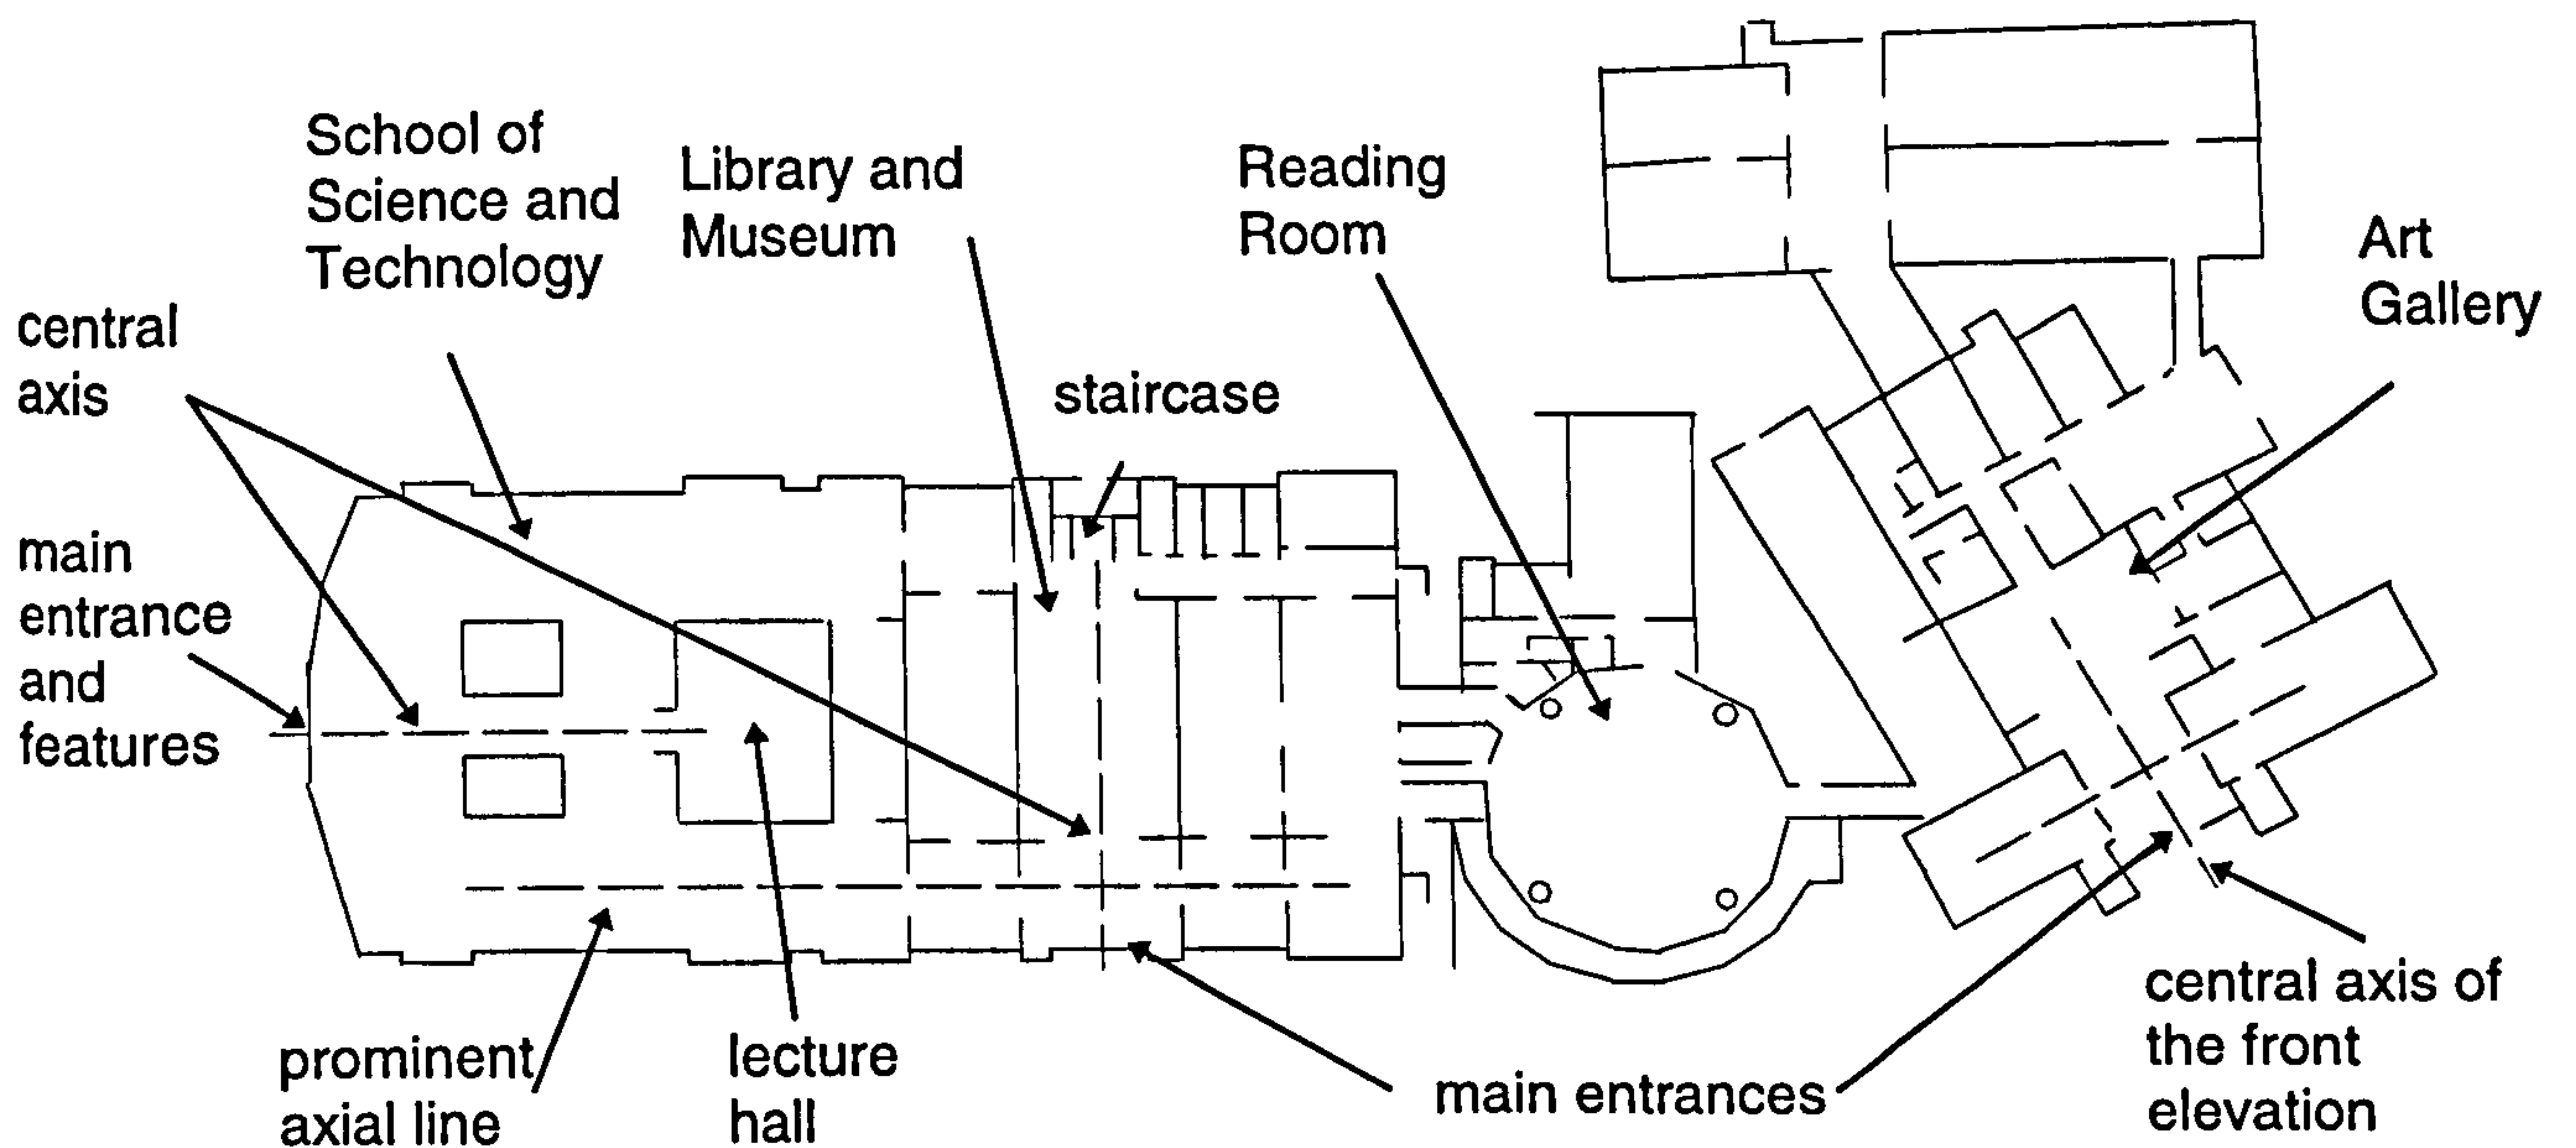 School of
Science and
Technology
Library and
Museum
Reading
Room
Art
Gallery
central
axis
staircase
main
entrance
and
features
prominent
axial line
lecture
hall
main entrances
central axis of
the front
elevation